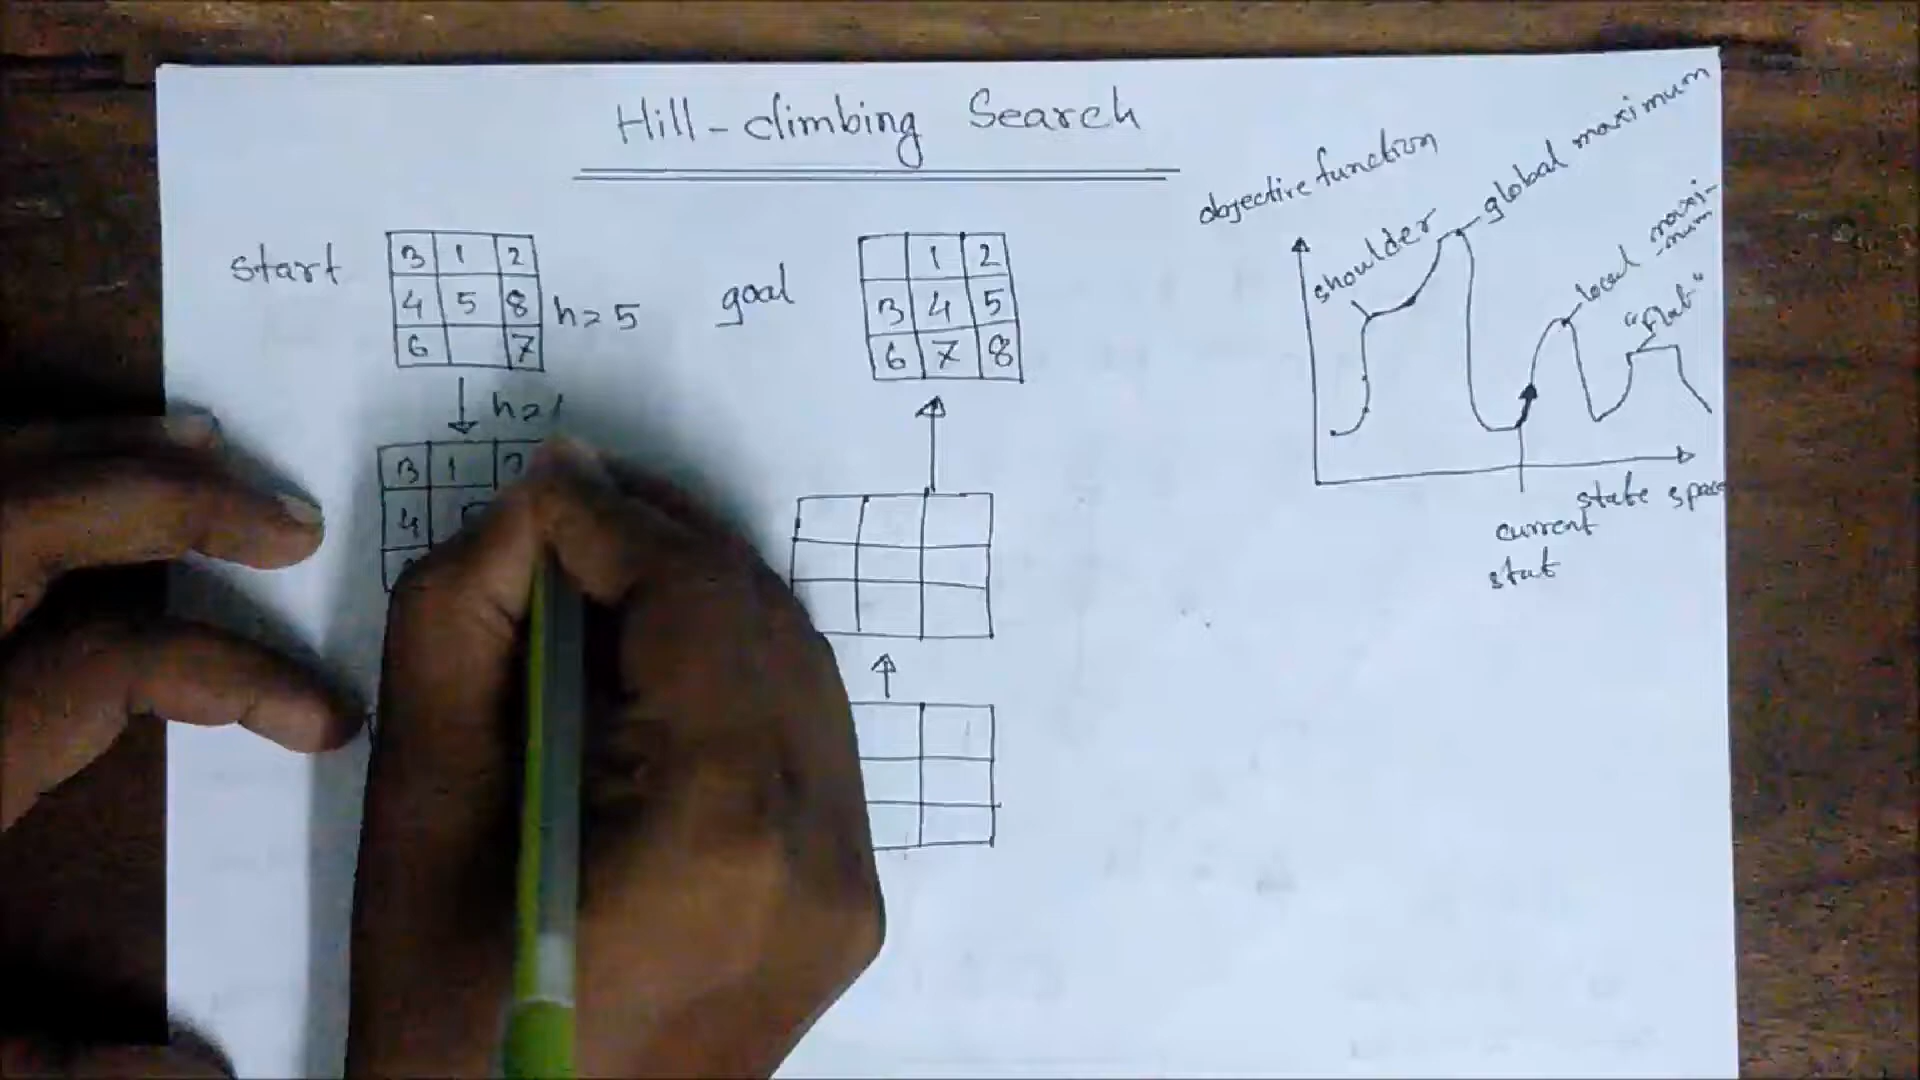 Hill-climbing Search
start
3 1 2
4 5 8
6 7
h=5
goal
1 2
3 4 5
6 7 8
h=
3 1
4
objective function
shoulder
global maximum
local maxi-
mum
"flat"
state space
current
stat